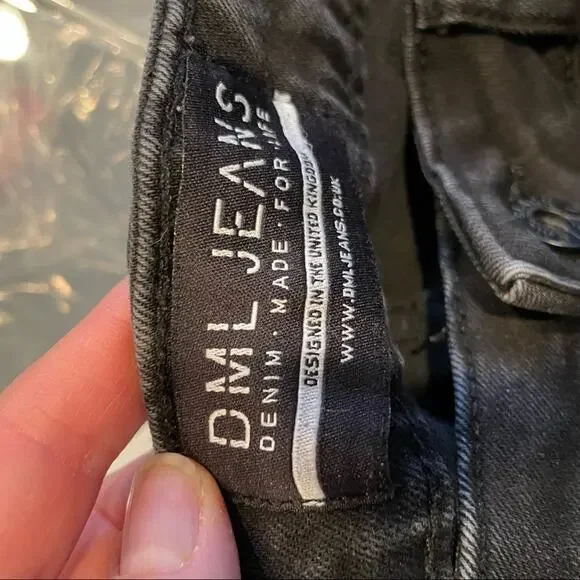 DML JEANS
DENIM · MADE · FOR LIFE
DESIGNED IN THE UNITED KINGDOM
WWW.DMLJEANS.CO.UK